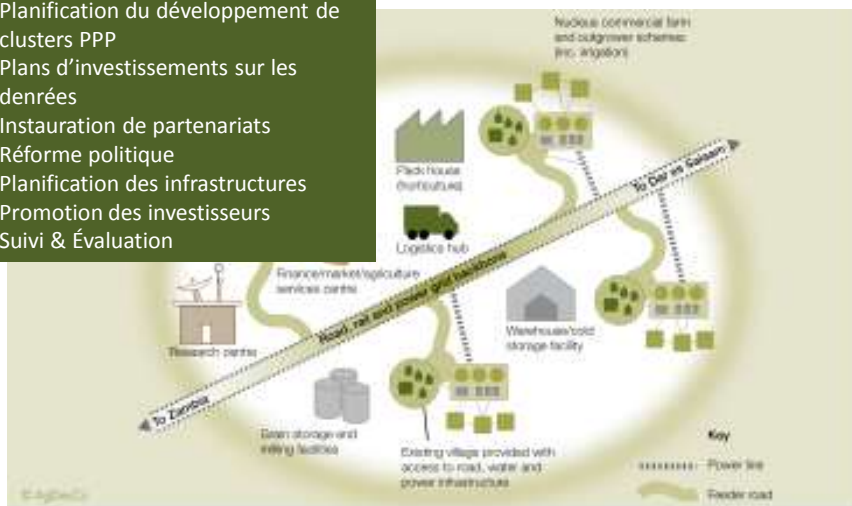 Planification du développement de
clusters PPP
Plans d'investissements sur les
denrées
Instauration de partenariats
Réforme politique
Planification des infrastructures
Promotion des investisseurs
Suivi & Évaluation
Nucleus commercial farm
and outgrower schemes
(inc. irrigation)
Pack house
(horticulture)
To Dar es Salaam
Logistics hub
Finance/market/agriculture
services centre
Road, rail and power grid backbone
Research centre
Warehouse/cold
storage facility
To Zambia
Grain storage and
milling facilities
Existing village provided with
access to road, water and
power infrastructure
Key
Power line
Feeder road
© AgDevCo